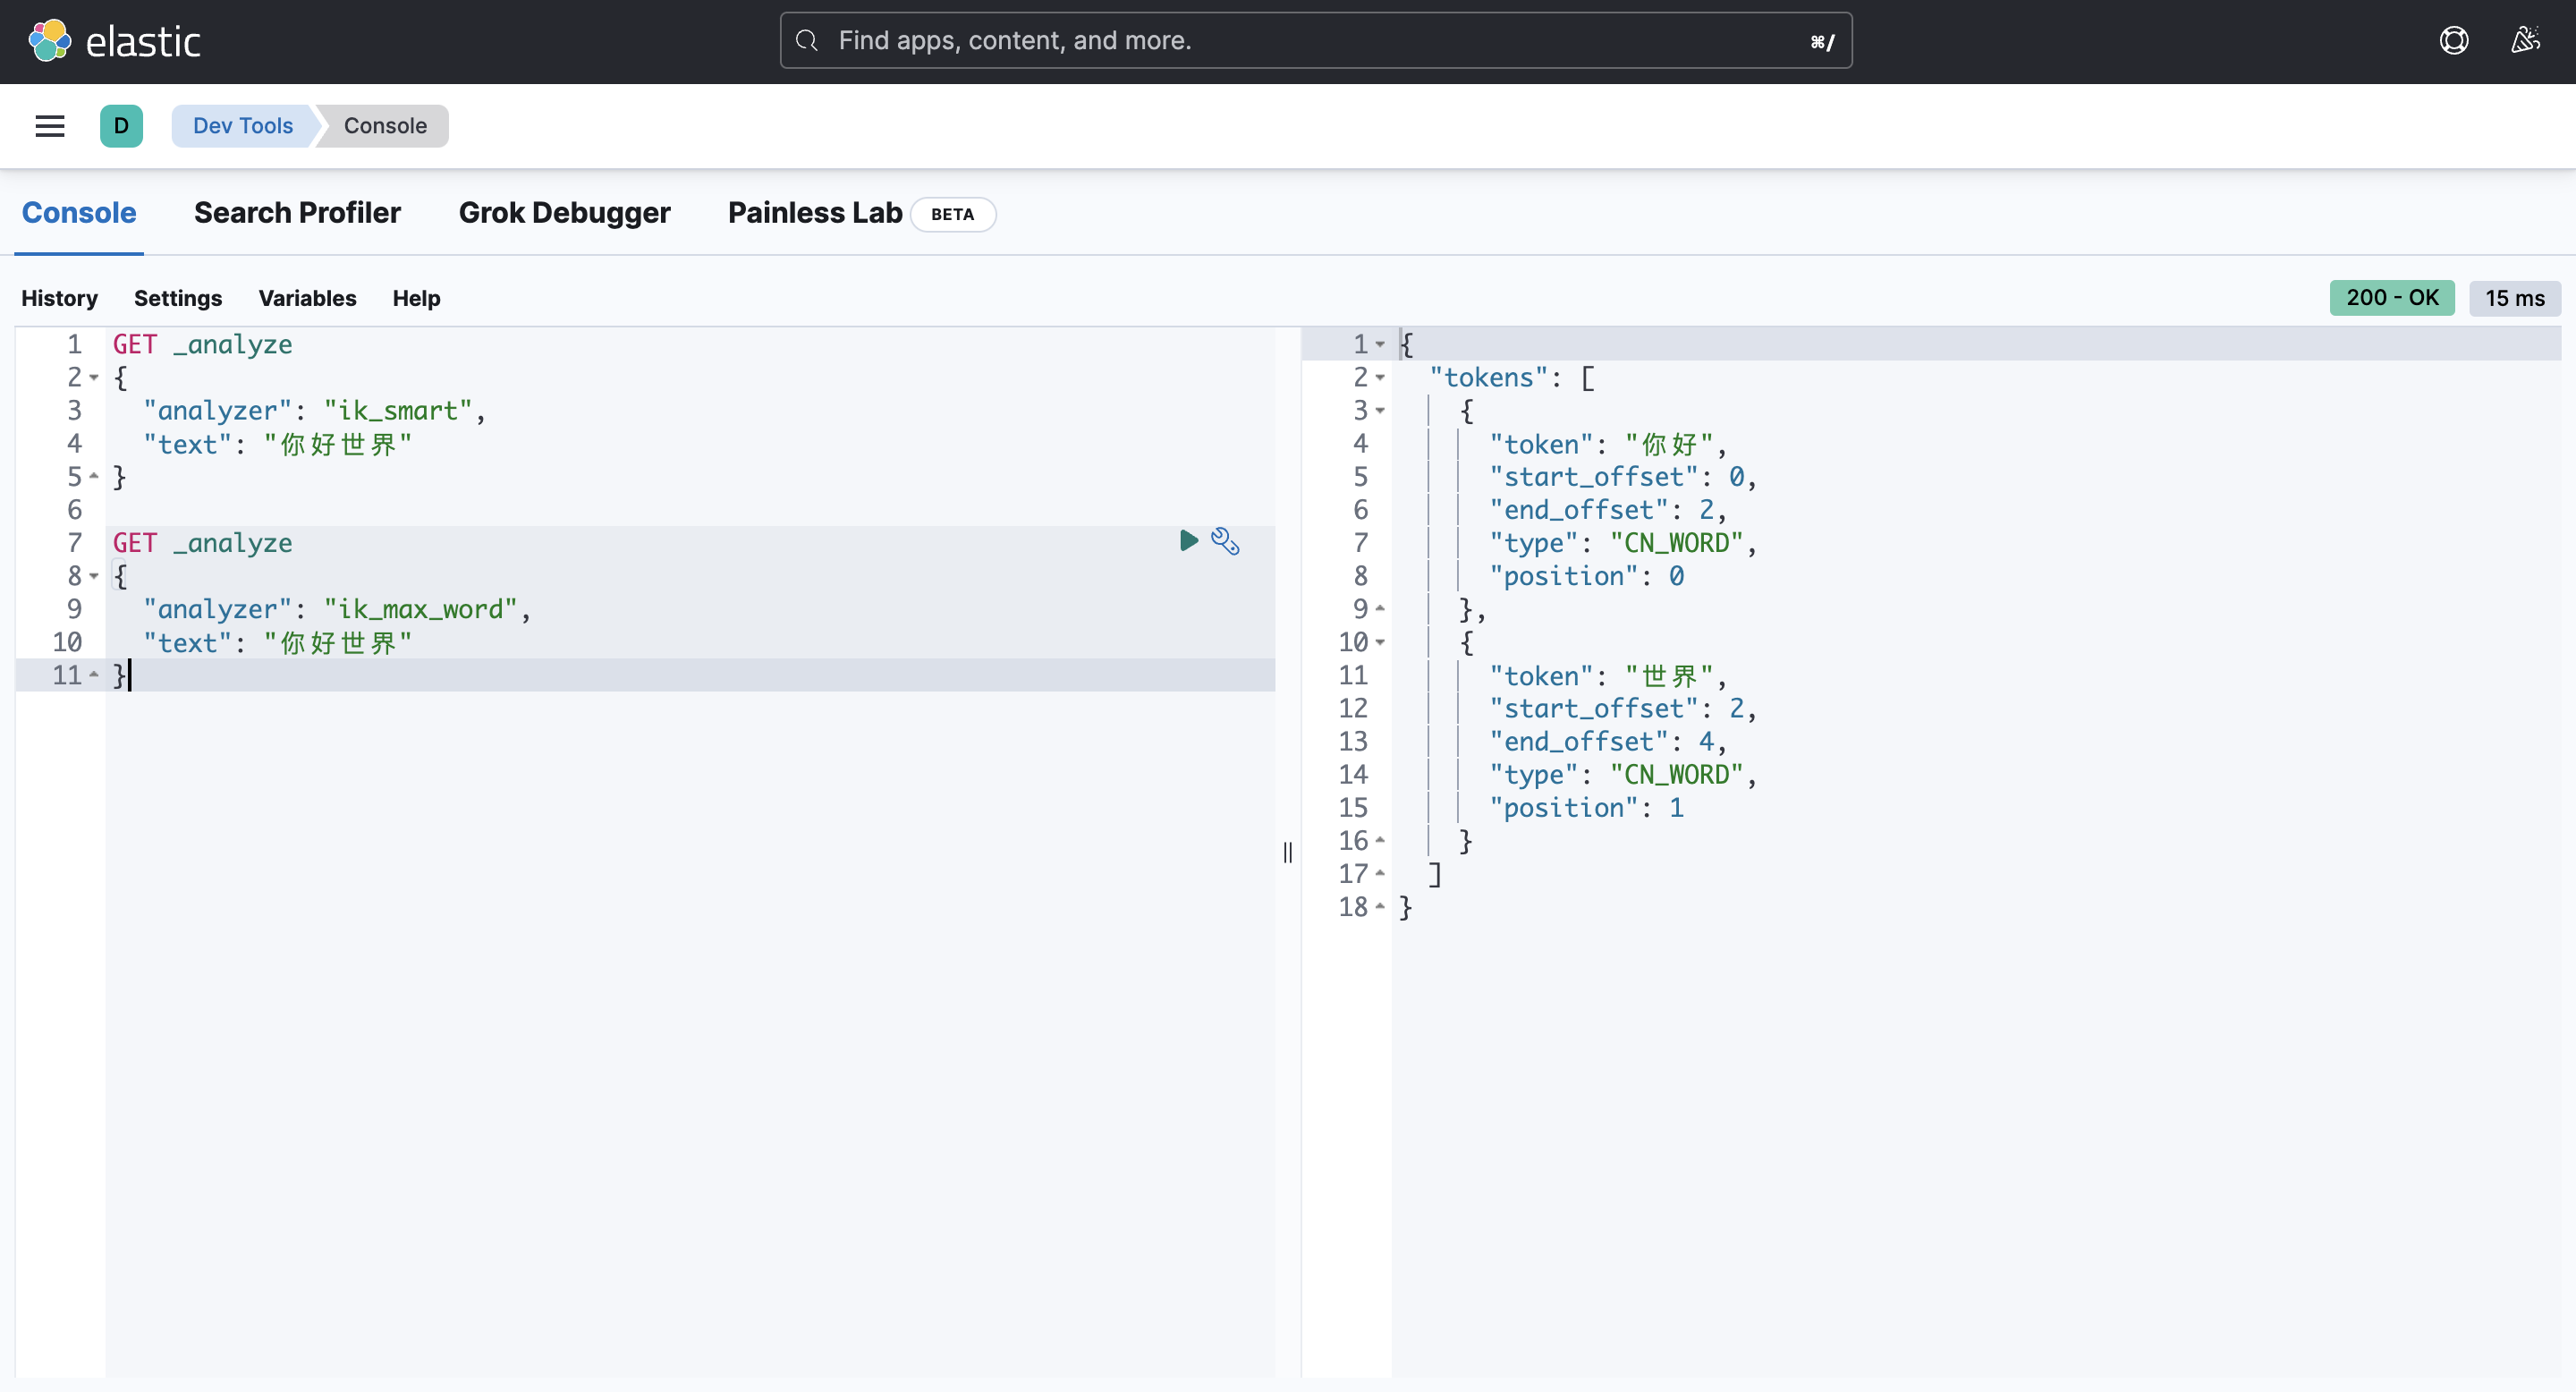 elastic
Find apps, content, and more.
⌘/
D
Dev Tools
Console
Console
Search Profiler
Grok Debugger
Painless Lab
BETA
History
Settings
Variables
Help
200 - OK
15 ms
1 GET _analyze
2 {
3 "analyzer": "ik_smart",
4 "text": "你好世界"
5 }
6
7 GET _analyze
8 {
9 "analyzer": "ik_max_word",
10 "text": "你好世界"
11 }
1 {
2 "tokens": [
3 {
4 "token": "你好",
5 "start_offset": 0,
6 "end_offset": 2,
7 "type": "CN_WORD",
8 "position": 0
9 },
10 {
11 "token": "世界",
12 "start_offset": 2,
13 "end_offset": 4,
14 "type": "CN_WORD",
15 "position": 1
16 }
17 ]
18 }